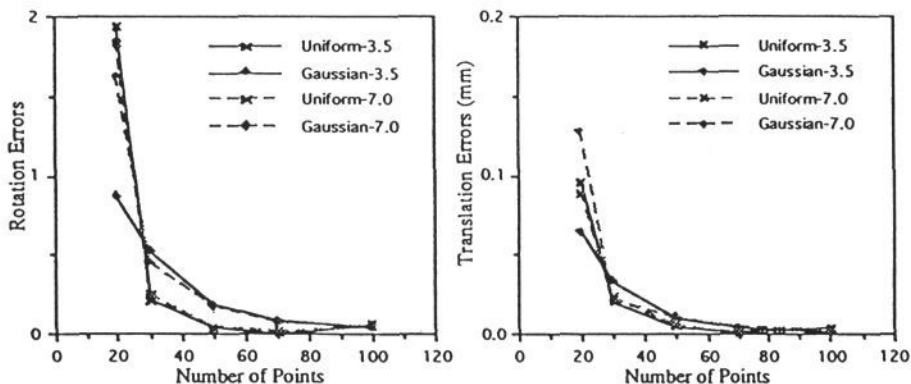 2
1
0
Rotation Errors
Uniform-3.5
Gaussian-3.5
Uniform-7.0
Gaussian-7.0
0 20 40 60 80 100 120
Number of Points
0.2
0.1
0.0
Translation Errors (mm)
Uniform-3.5
Gaussian-3.5
Uniform-7.0
Gaussian-7.0
0 20 40 60 80 100 120
Number of Points